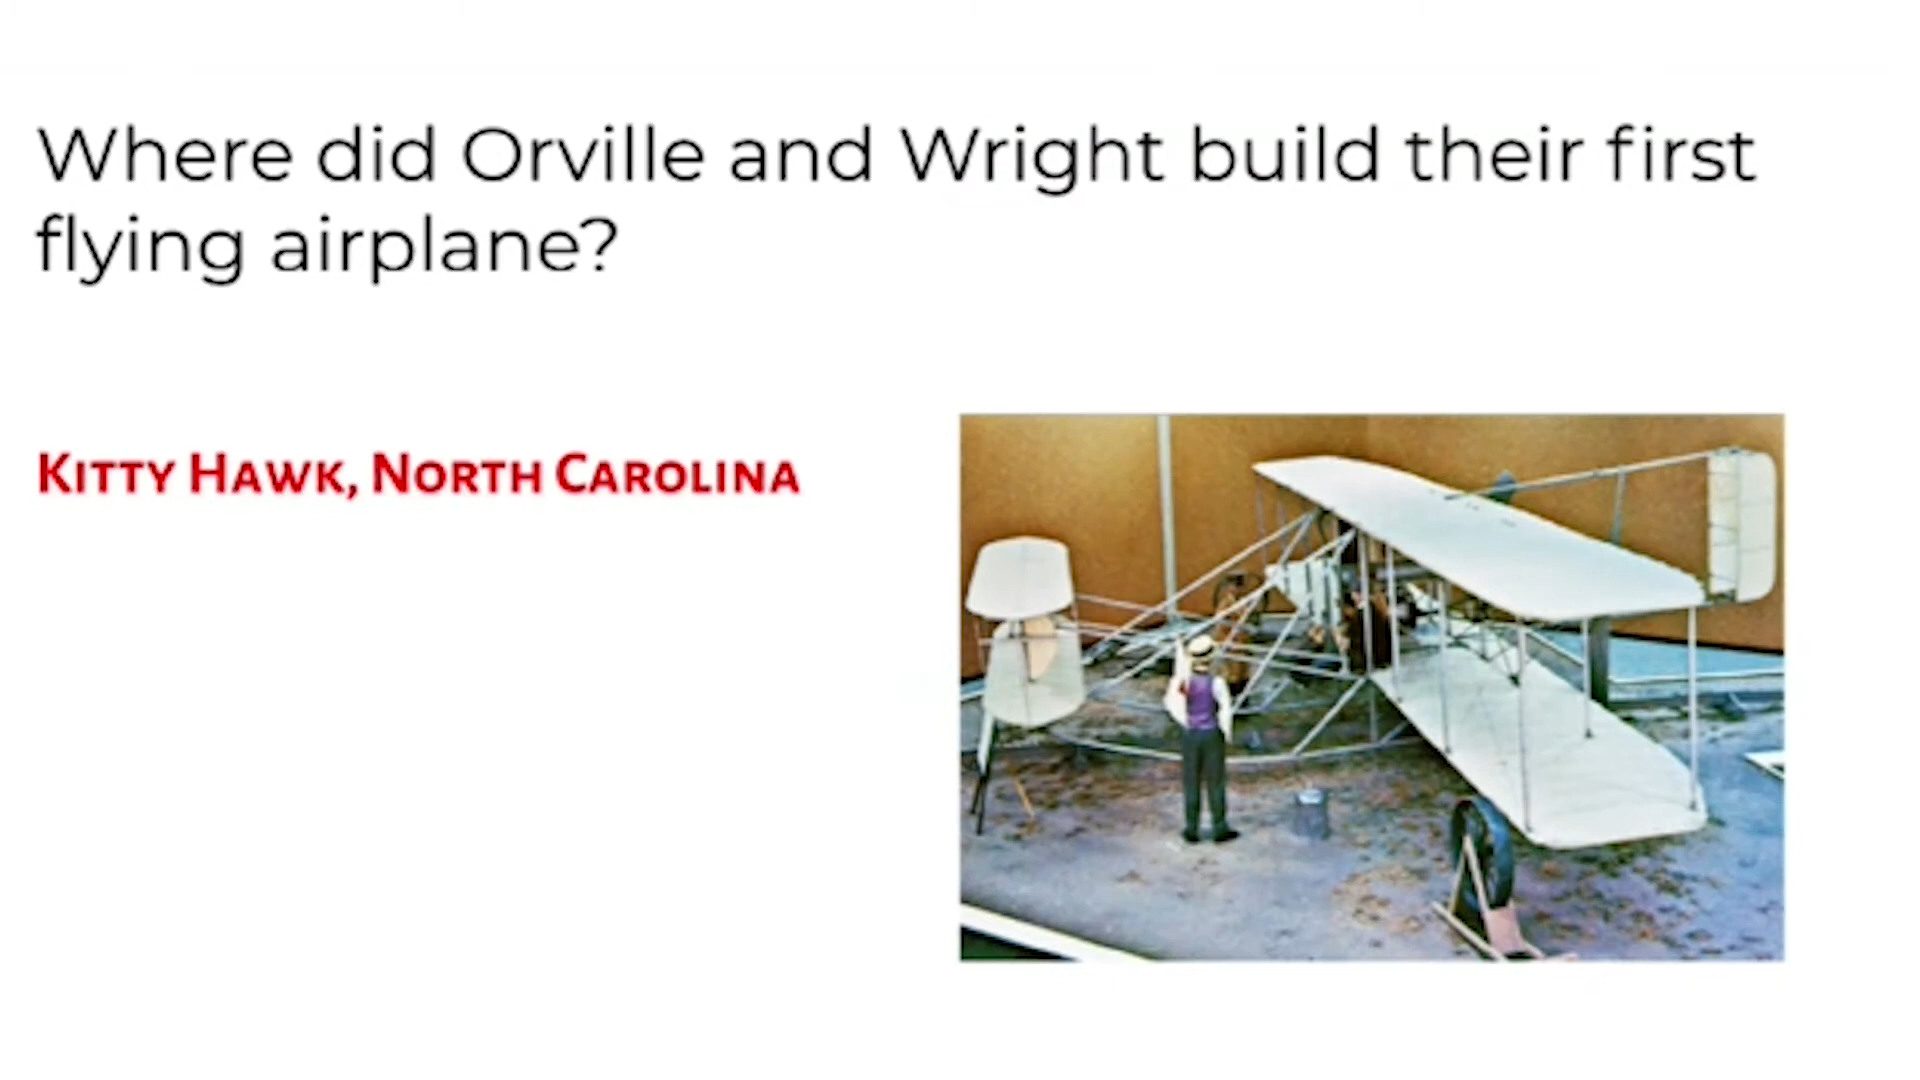 Where did Orville and Wright build their first
flying airplane?
Kitty Hawk, North Carolina